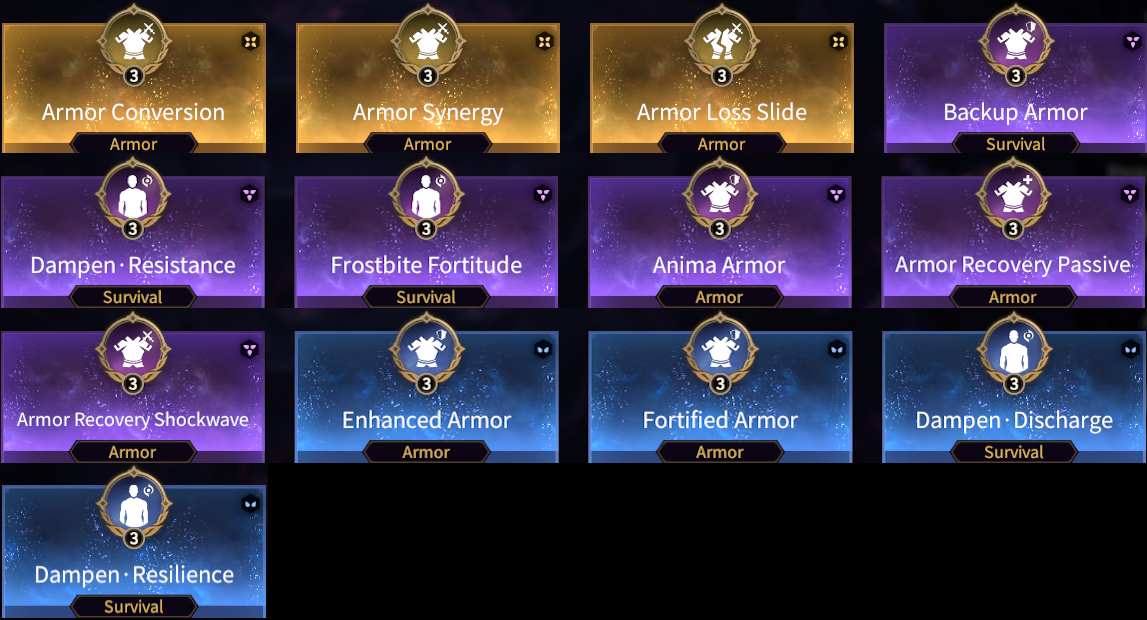 3 3 3 3
Armor Conversion Armor Synergy Armor Loss Slide Backup Armor
Armor Armor Armor Survival
3 3 3 3
Dampen·Resistance Frostbite Fortitude Anima Armor Armor Recovery Passive
Survival Survival Armor Armor
3 3 3 3
Armor Recovery Shockwave Enhanced Armor Fortified Armor Dampen·Discharge
Armor Armor Armor Survival
3
Dampen·Resilience
Survival